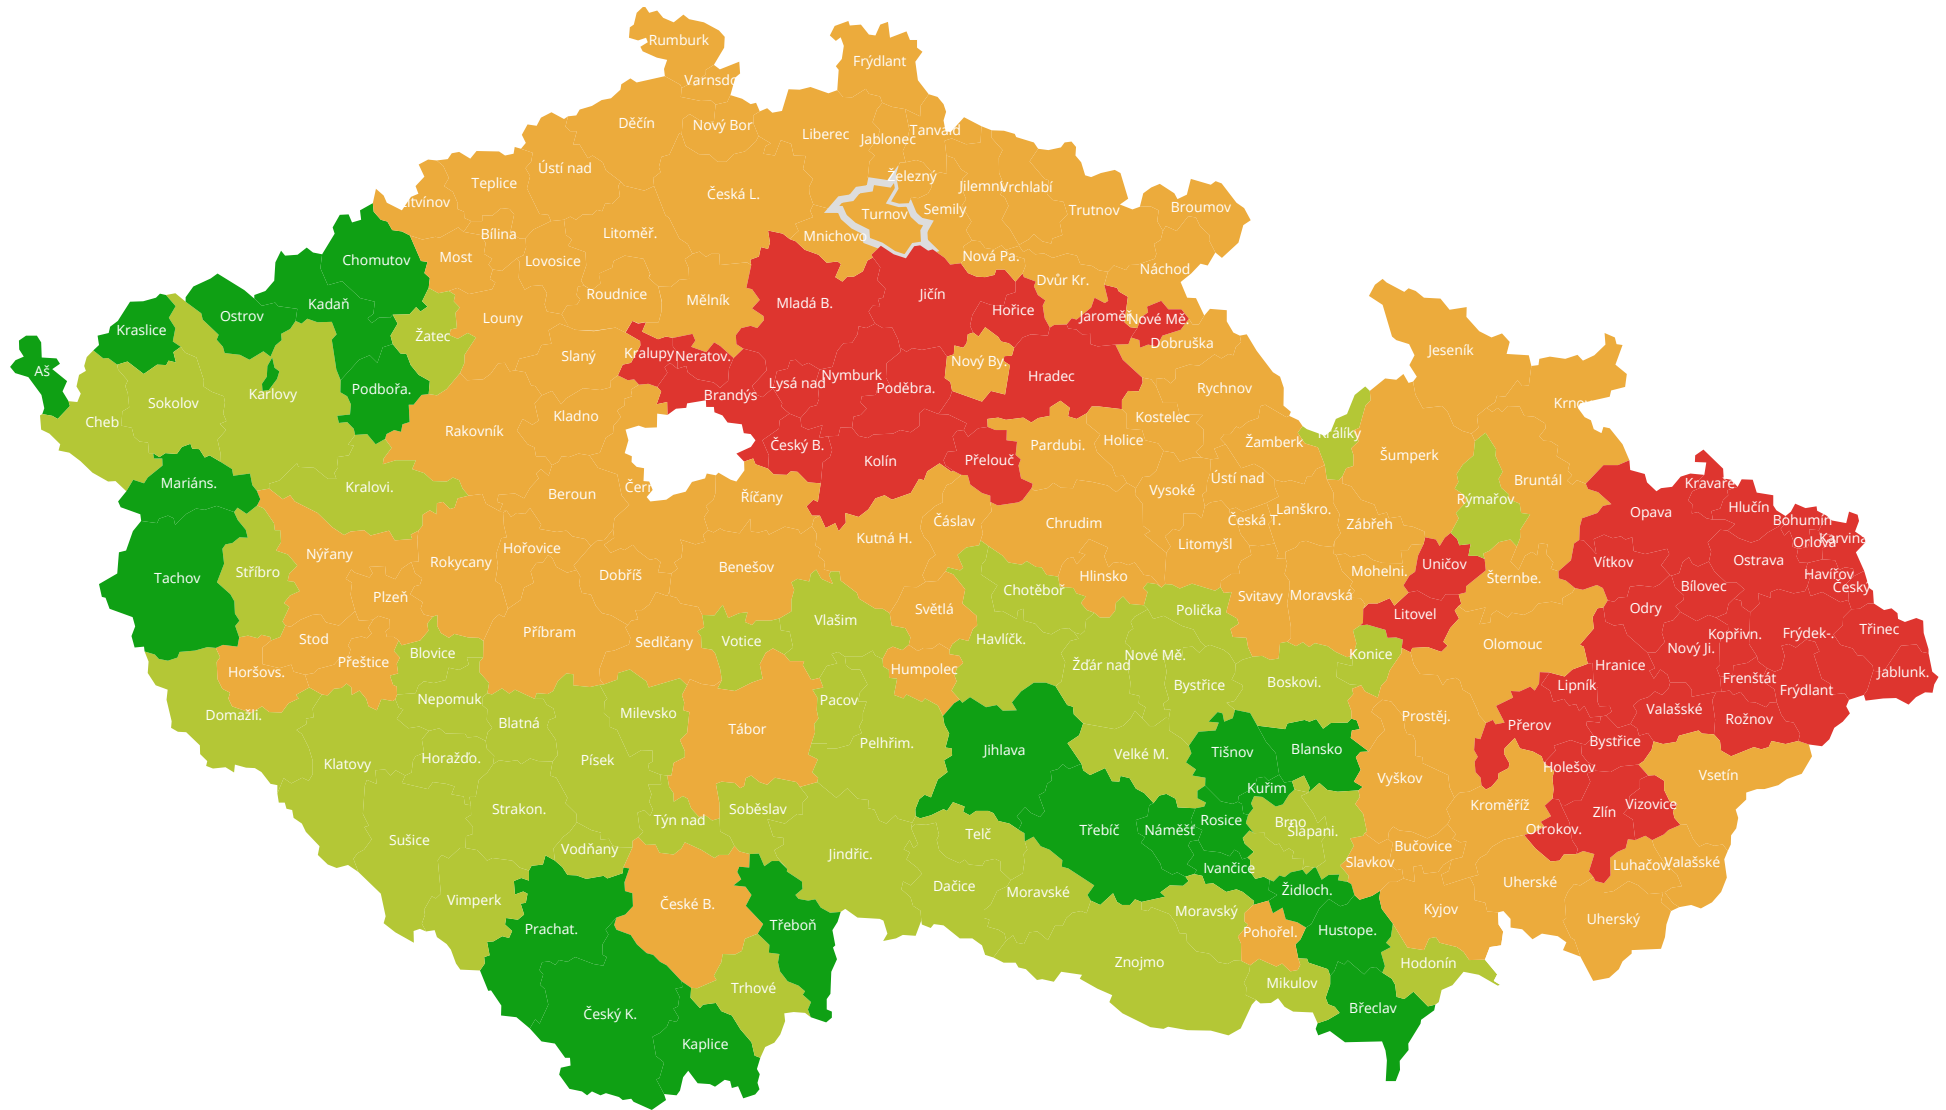 Rumburk
Frýdlant
Varnsdo
Děčín
Nový Bor
Liberec
Jablonec
Tanvald
Ústí nad
Teplice
Železný
Česká L.
Jilemni
Vrchlabí
Litvínov
Turnov
Semily
Trutnov
Broumov
Bílina
Litoměř.
Mnichovo
Most
Lovosice
Nová Pa.
Chomutov
Náchod
Dvůr Kr.
Roudnice
Mělník
Mladá B.
Jičín
Kadaň
Hořice
Ostrov
Louny
Jaroměř
Nové Mě.
Kraslice
Žatec
Dobruška
Slaný
Kralupy
Neratov.
Nový By.
Jeseník
Aš
Nymburk
Hradec
Lysá nad
Poděbra.
Podbořa.
Rychnov
Karlovy
Brandýs
Sokolov
Krnov
Kladno
Kostelec
Cheb
Rakovník
Králíky
Holice
Žamberk
Český B.
Pardubi.
Šumperk
Kolín
Přelouč
Ústí nad
Bruntál
Mariáns.
Kralovi.
Kravaře
Čern
Beroun
Říčany
Vysoké
Rýmařov
Hlučín
Lanškro.
Opava
Čáslav
Chrudim
Česká T.
Zábřeh
Bohumín
Kutná H.
Karviná
Orlová
Litomyšl
Hořovice
Nýřany
Rokycany
Vítkov
Ostrava
Uničov
Benešov
Stříbro
Mohelni.
Havířov
Dobříš
Hlinsko
Tachov
Šternbe.
Bílovec
Český
Chotěboř
Plzeň
Svitavy
Moravská
Světlá
Polička
Odry
Litovel
Vlašim
Třinec
Příbram
Frýdek-.
Kopřivn.
Stod
Havlíčk.
Votice
Sedlčany
Olomouc
Nový Ji.
Blovice
Konice
Nové Mě.
Přeštice
Žďár nad
Hranice
Humpolec
Horšovs.
Jablunk.
Frenštát
Boskovi.
Bystřice
Lipník
Frýdlant
Nepomuk
Pacov
Valašské
Milevsko
Domažli.
Prostěj.
Rožnov
Blatná
Přerov
Tábor
Bystřice
Pelhřim.
Jihlava
Blansko
Tišnov
Velké M.
Horažďo.
Písek
Klatovy
Holešov
Vsetín
Vyškov
Kuřim
Vizovice
Kroměříž
Strakon.
Soběslav
Zlín
Týn nad
Rosice
Brno
Telč
Třebíč
Náměšť
Šlapani.
Otrokov.
Sušice
Bučovice
Vodňany
Jindřic.
Slavkov
Valašské
Luhačov.
Ivančice
Uherské
Dačice
Židloch.
Moravské
Vimperk
České B.
Moravský
Kyjov
Uherský
Třeboň
Prachat.
Hustope.
Pohořel.
Znojmo
Hodonín
Mikulov
Trhové
Břeclav
Český K.
Kaplice